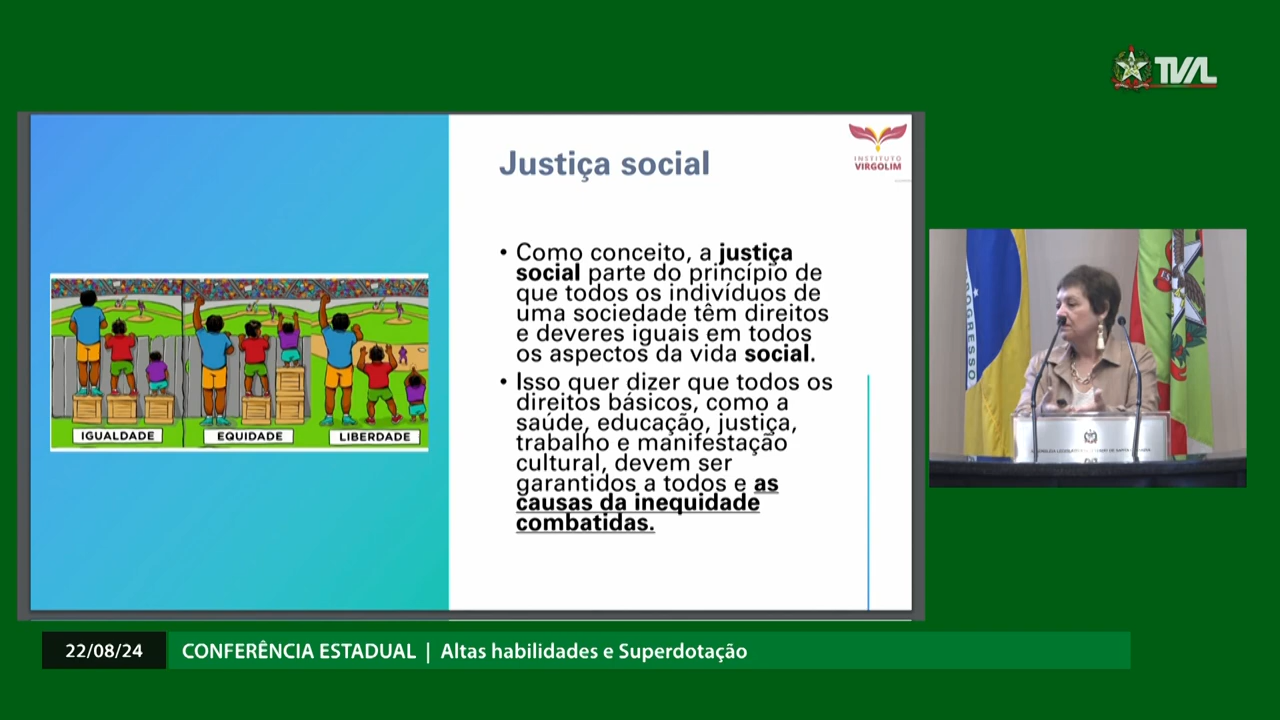 TVAL
Justiça social
INSTITUTO
VIRGOLIM
• Como conceito, a justiça
social parte do princípio de
que todos os indivíduos de
uma sociedade têm direitos
e deveres iguais em todos
os aspectos da vida social.
• Isso quer dizer que todos os
direitos básicos, como a
saúde, educação, justiça,
trabalho e manifestação
cultural, devem ser
garantidos a todos e as
causas da inequidade
combatidas.
IGUALDADE
EQUIDADE
LIBERDADE
OGRESSO
22/08/24
CONFERÊNCIA ESTADUAL | Altas habilidades e Superdotação